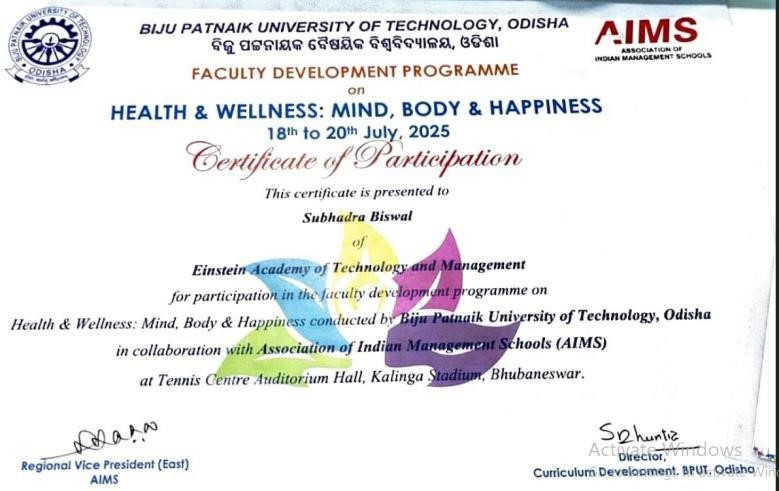 BIJU PATNAIK UNIVERSITY OF TECHNOLOGY, ODISHA
ବିଜୁ ପଟ୍ଟନାୟକ ବୈଷୟିକ ବିଶ୍ୱବିଦ୍ୟାଳୟ, ଓଡିଶା
BIJU PATNAIK UNIVERSITY OF TECHNOLOGY
ODISHA
AIMS
ASSOCIATION OF
INDIAN MANAGEMENT SCHOOLS
FACULTY DEVELOPMENT PROGRAMME
on
HEALTH & WELLNESS: MIND, BODY & HAPPINESS
18th to 20th July, 2025
Certificate of Participation
This certificate is presented to
Subhadra Biswal
of
Einstein Academy of Technology and Management
for participation in the faculty development programme on
Health & Wellness: Mind, Body & Happiness conducted by Biju Patnaik University of Technology, Odisha
in collaboration with Association of Indian Management Schools (AIMS)
at Tennis Centre Auditorium Hall, Kalinga Stadium, Bhubaneswar.
Regional Vice President (East)
AIMS
Activate Windows
Director,
Curriculum Development, BPUT, Odisha